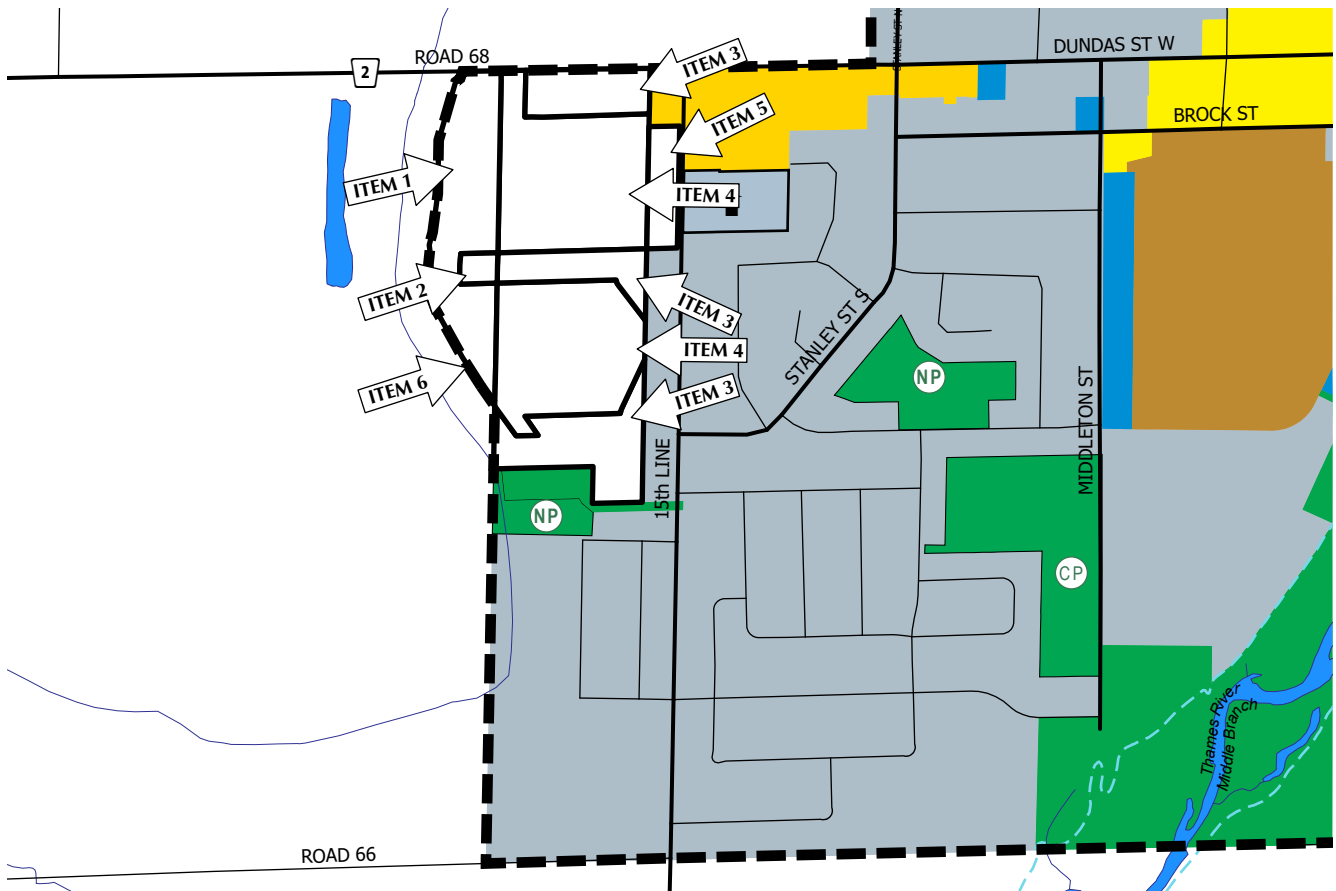 STANLEY ST N
DUNDAS ST W
ROAD 68
2
ITEM 3
ITEM 5
BROCK ST
ITEM 1
ITEM 4
ITEM 2
ITEM 3
STANLEY ST S
ITEM 4
NP
ITEM 6
ITEM 3
MIDDLETON ST
15th LINE
NP
CP
Thames River
Middle Branch
ROAD 66